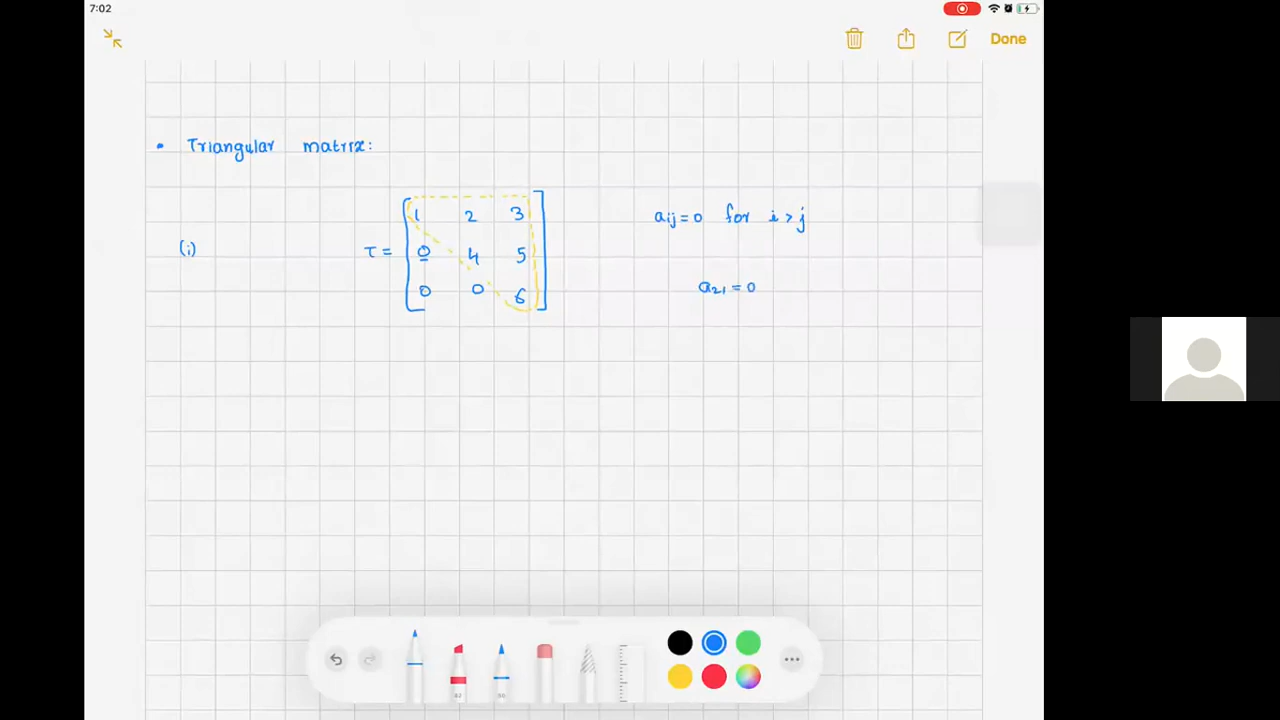 7:02
Done
• Triangular matrix:
1 2 3
aij = 0 for i > j
(i) T = 0 4 5
0 0 6
a21 = 0